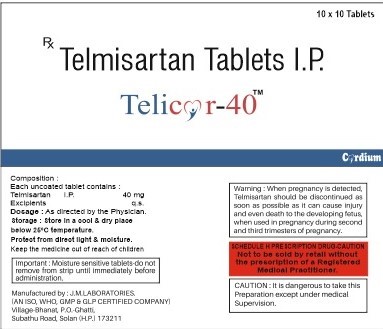 10 x 10 Tablets
Rx Telmisartan Tablets I.P.
Telicor-40™
Cordium
Composition :
Each uncoated tablet contains :
Telmisartan I.P. 40 mg
Excipients q.s.
Dosage : As directed by the Physician.
Storage : Store in a cool & dry place
below 25°C temperature.
Protect from direct light & moisture.
Keep the medicine out of reach of children
Important : Moisture sensitive tablets-do not
remove from strip until immediately before
administration.
Manufactured by : J.M.LABORATORIES.
(AN ISO, WHO, GMP & GLP CERTIFIED COMPANY)
Village-Bhanat, P.O.-Ghatti,
Subathu Road, Solan (H.P.) 173211
Warning : When pregnancy is detected,
Telmisartan should be discontinued as
soon as possible as it can cause injury
and even death to the developing fetus,
when used in pregnancy during second
and third trimesters of pregnancy.
SCHEDULE H PRESCRIPTION DRUG-CAUTION
Not to be sold by retail without
the prescription of a Registered
Medical Practitioner.
CAUTION : It is dangerous to take this
Preparation except under medical
Supervision.